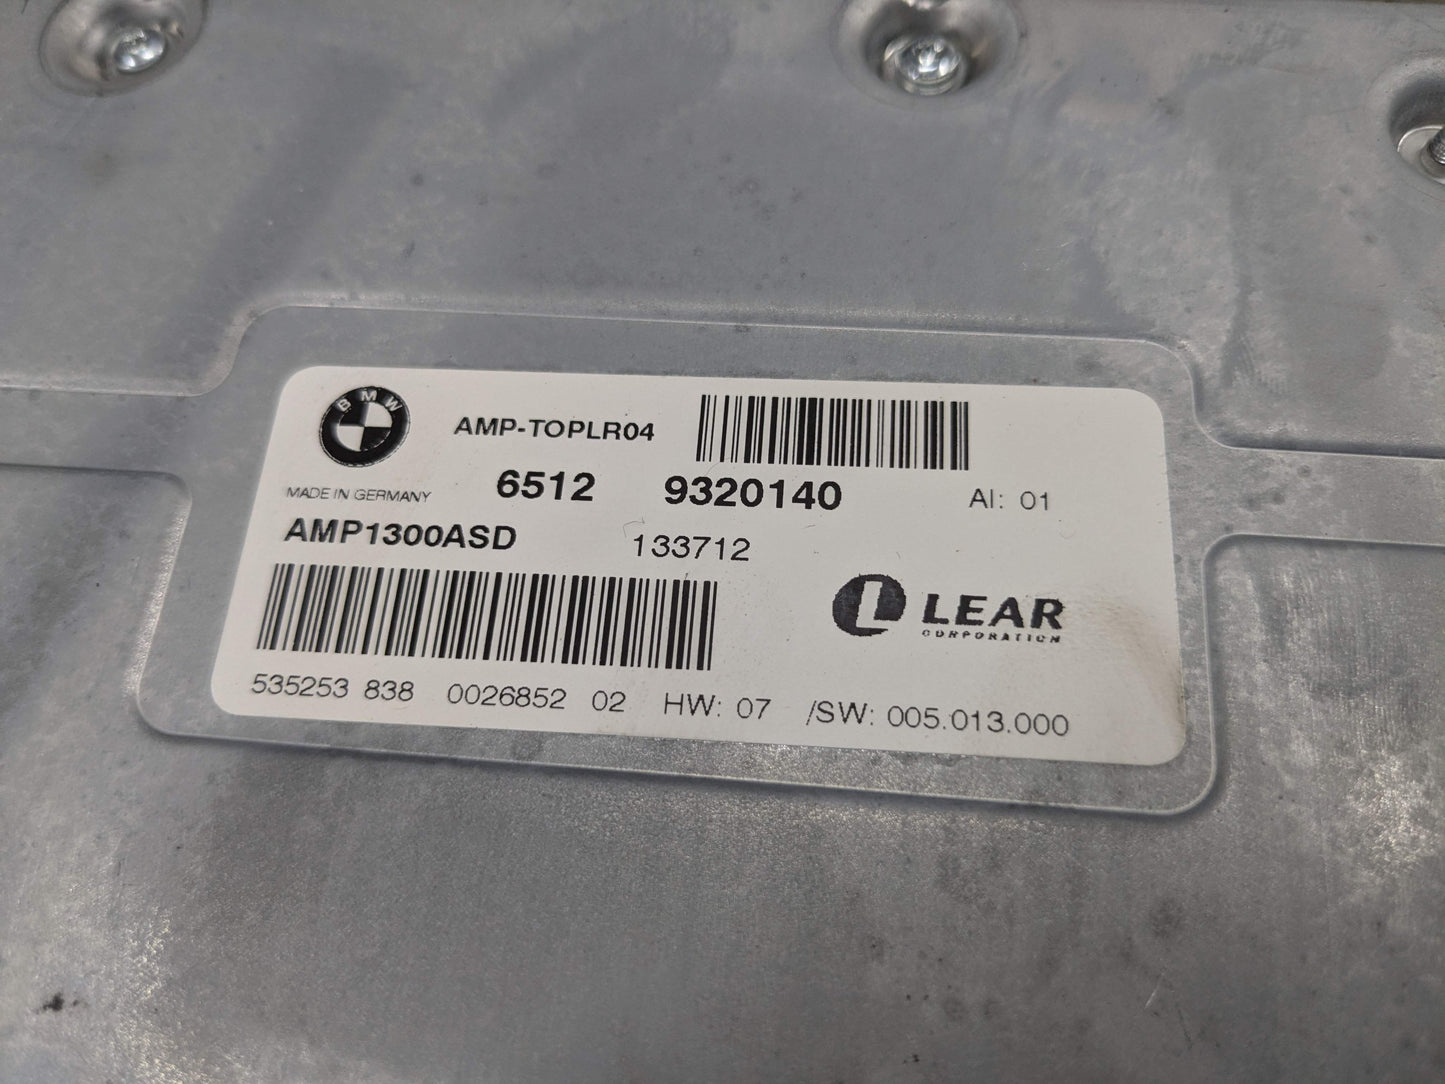 BMW
AMP-TOPLR04
MADE IN GERMANY
6512 9320140 AI: 01
AMP1300ASD 133712
LEAR
CORPORATION
535253 838 0026852 02 HW: 07 /SW: 005.013.000